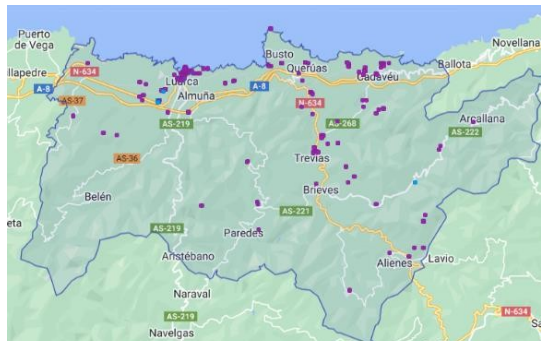 Puerto
de Vega
Busto
Novellana
N-634
Querúas
Ballota
llapedre
Luarca
Cadavéu
A-8
A-8
Almuña
AS-37
N-634
Arcallana
AS-219
AS-268
AS-222
AS-36
Trevías
Belén
Brieves
AS-221
eta
AS-219
Paredes
Aristébano
Alienes
Lavio
Naraval
N-634
AS-219
Navelgas